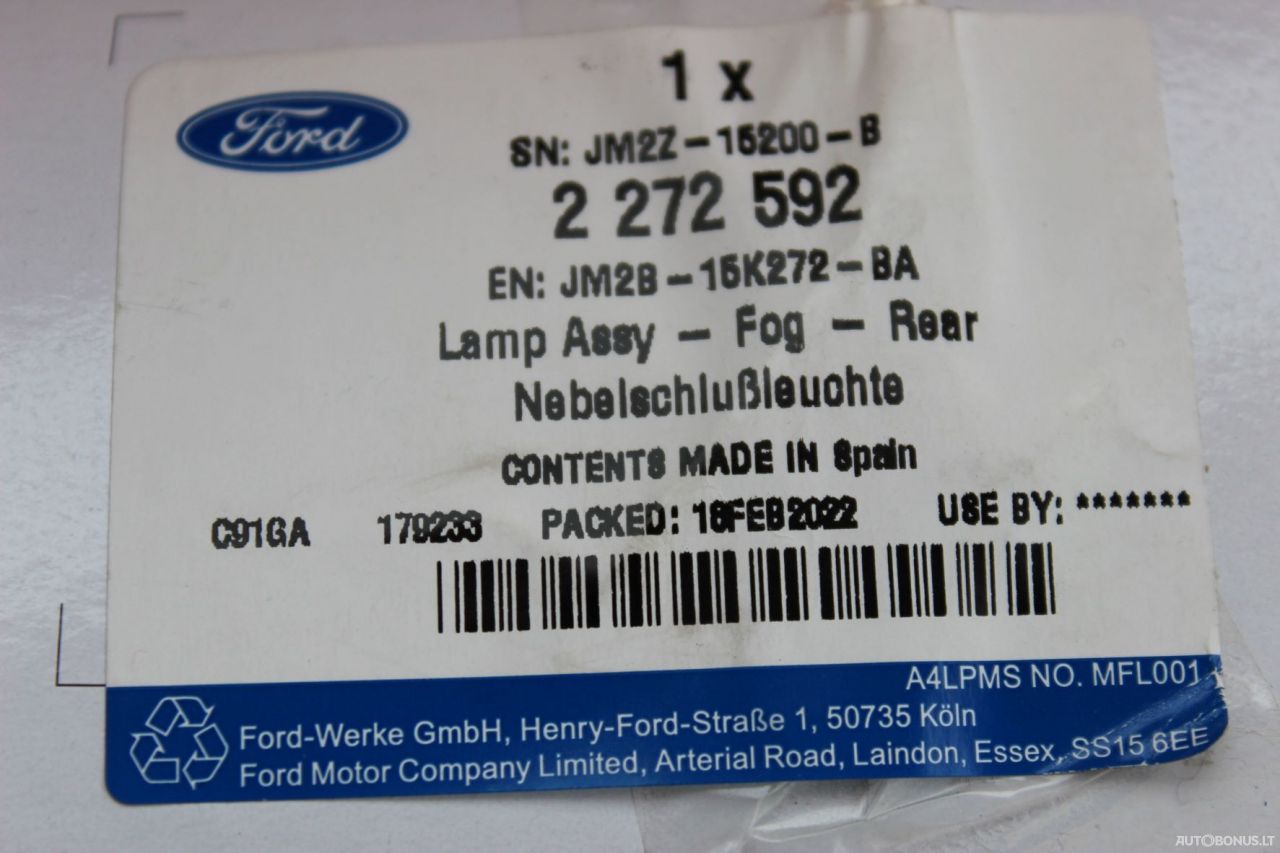 Ford
1 x
SN: JM2Z-15200-B
2 272 592
EN: JM2B-15K272-BA
Lamp Assy - Fog - Rear
Nebelschlußleuchte
CONTENTS MADE IN Spain
C91GA 179233 PACKED: 16FEB2022 USE BY: *******
A4LPMS NO. MFL001
Ford-Werke GmbH, Henry-Ford-Straße 1, 50735 Köln
Ford Motor Company Limited, Arterial Road, Laindon, Essex, SS15 6EE
AUTOBONUS.LT